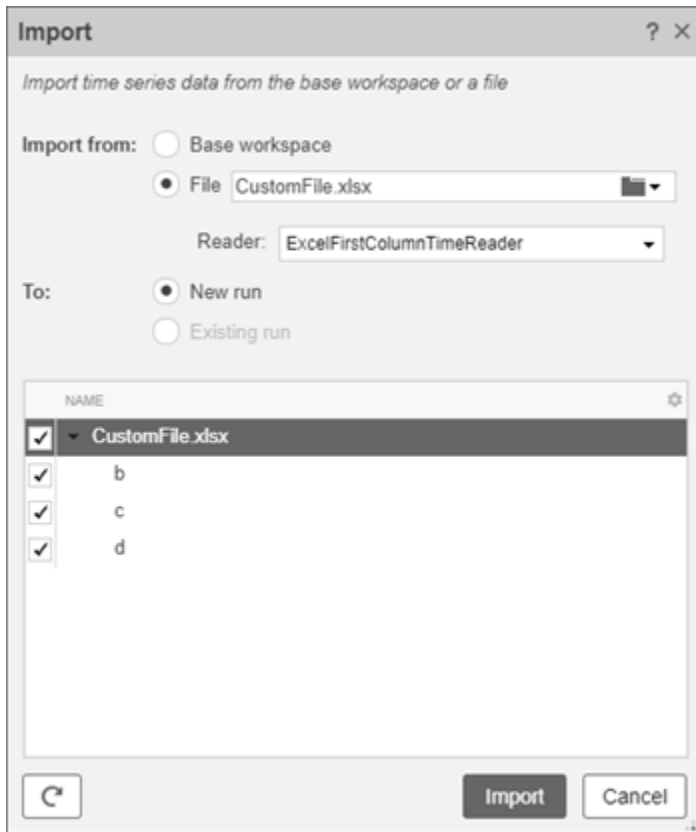 Import ?
Import time series data from the base workspace or a file
Import from: Base workspace
File CustomFile.xlsx
Reader: ExcelFirstColumnTimeReader
To: New run
Existing run
NAME
CustomFile.xlsx
b
c
d
Import Cancel